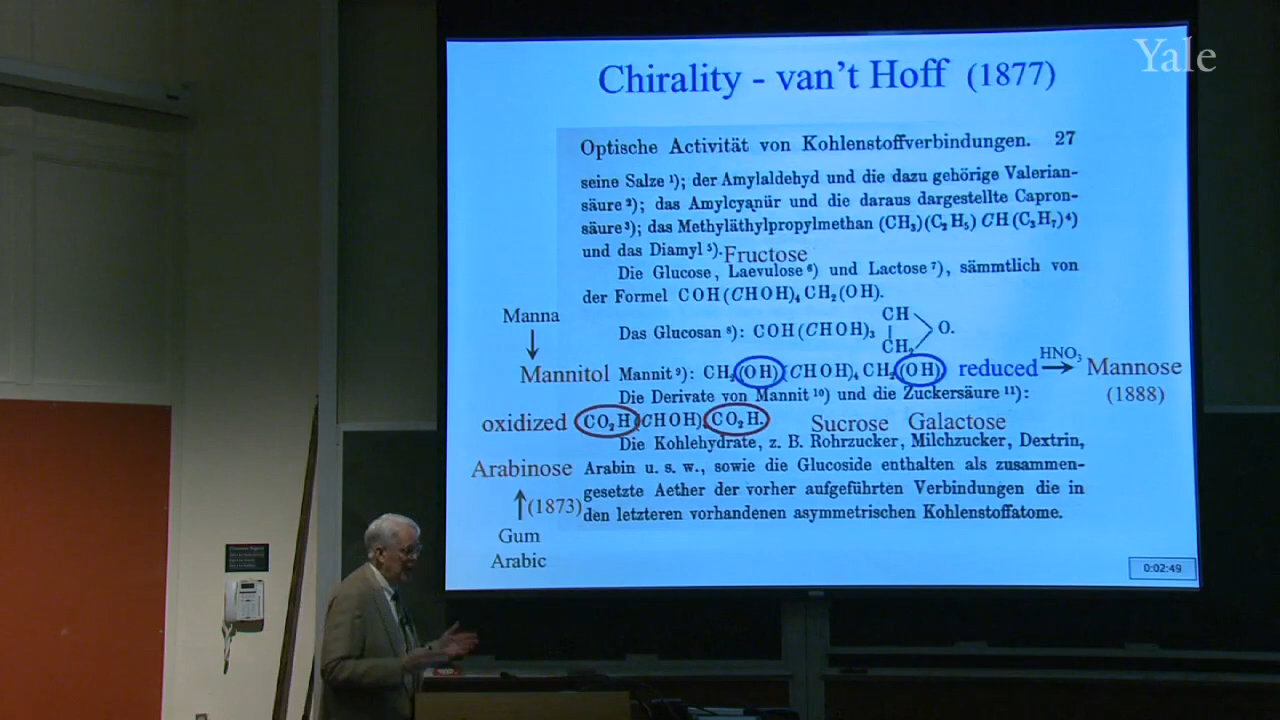 Yale
Chirality - van't Hoff (1877)
Optische Activität von Kohlenstoffverbindungen. 27
seine Salze ¹); der Amylaldehyd und die dazu gehörige Valerian-
säure ²); das Amylcyanür und die daraus dargestellte Capron-
säure ³); das Methyläthylpropylmethan (CH₃)(C₂H₅) CH (C₃H₇) ⁴)
und das Diamyl ⁵). Fructose
Die Glucose, Laevulose ⁶) und Lactose ⁷), sämmtlich von
der Formel COH (CHOH)₄ CH₂(OH).
Manna
CH
Das Glucosan ⁸): COH(CHOH)₃ O.
CH₂
Mannitol Mannit ⁹): CH₂(OH)(CHOH)₄ CH₂(OH) reduced HNO₃ Mannose
Die Derivate von Mannit ¹⁰) und die Zuckersäure ¹¹): (1888)
oxidized CO₂H(CHOH) CO₂H. Sucrose Galactose
Die Kohlehydrate, z. B. Rohrzucker, Milchzucker, Dextrin,
Arabinose Arabin u. s. w., sowie die Glucoside enthalten als zusammen-
(1873) gesetzte Aether der vorher aufgeführten Verbindungen die in
den letzteren vorhandenen asymmetrischen Kohlenstoffatome.
Gum
Arabic
0:02:49